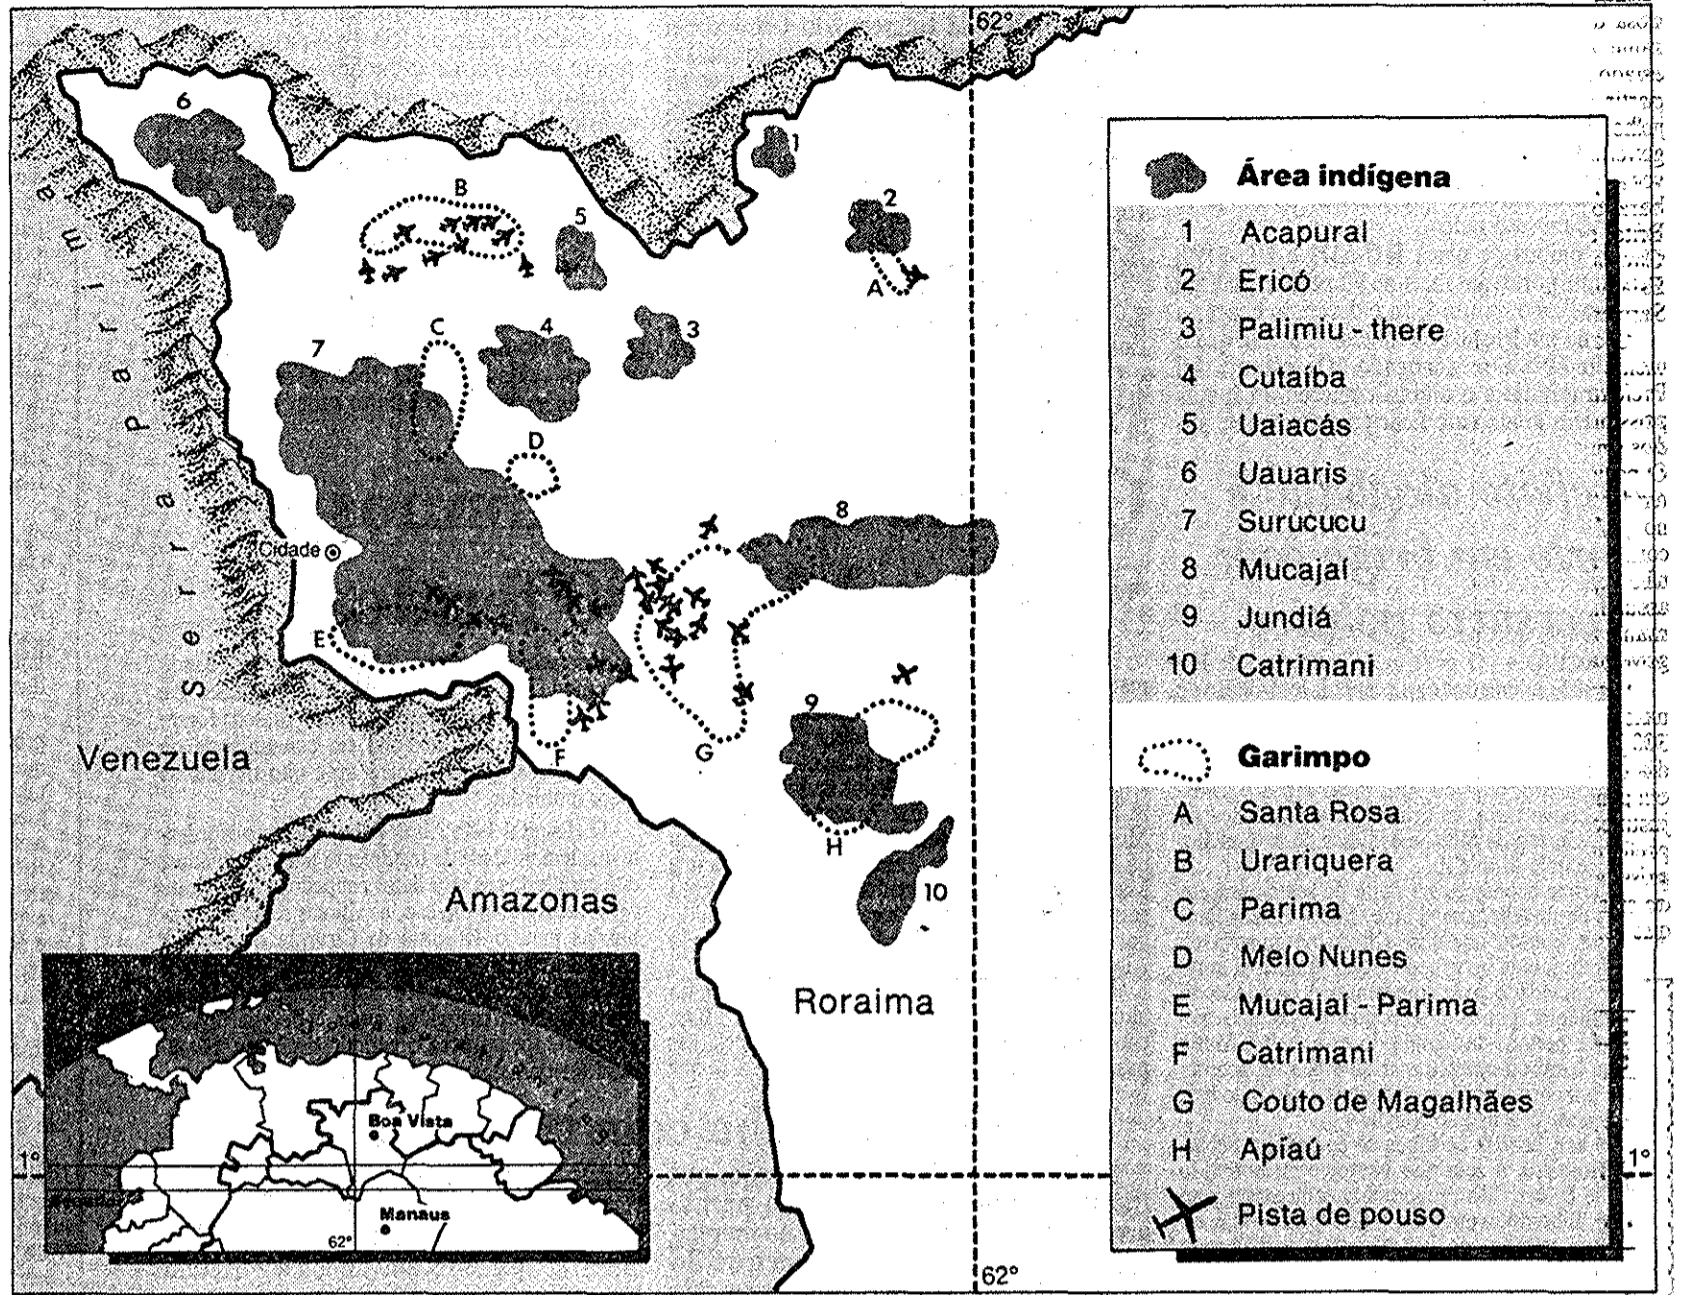 62°
6
1
B
2
5
A
C
4
3
7
D
8
Cidade
E
9
G
F
H
10
Serra Parima
Venezuela
Amazonas
Roraima
Boa Vista
Manaus
62°
1°
1°
62°
Área indígena
1 Acapural
2 Ericó
3 Palimiu - there
4 Cutaíba
5 Uaiacás
6 Uauaris
7 Surucucu
8 Mucajaí
9 Jundiá
10 Catrimani
Garimpo
A Santa Rosa
B Urariquera
C Parima
D Melo Nunes
E Mucajaí - Parima
F Catrimani
G Couto de Magalhães
H Apiaú
Pista de pouso